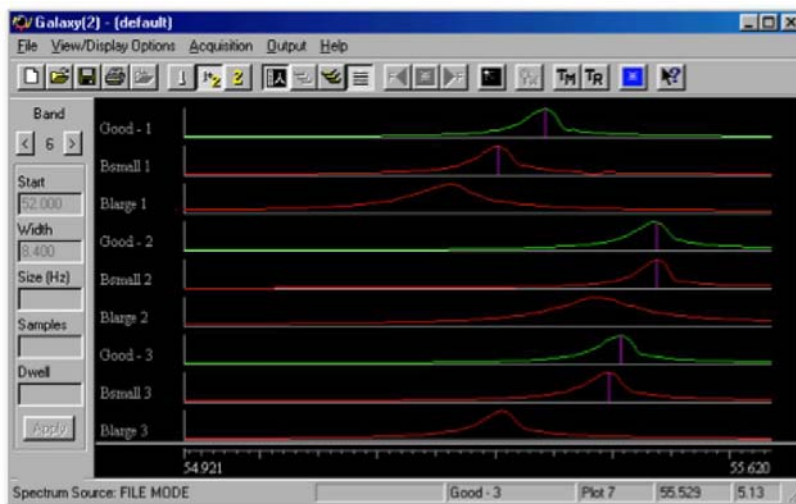 Galaxy(2) - (default)
File View/Display Options Acquisition Output Help
TM TR
Band
6
Start
52.000
Width
8.400
Size (Hz)
Samples
Dwell
Apply
Good - 1
Bsmall 1
Blarge 1
Good - 2
Bsmall 2
Blarge 2
Good - 3
Bsmall 3
Blarge 3
54.921 55.620
Spectrum Source: FILE MODE Good - 3 Plot 7 55.529 5.13